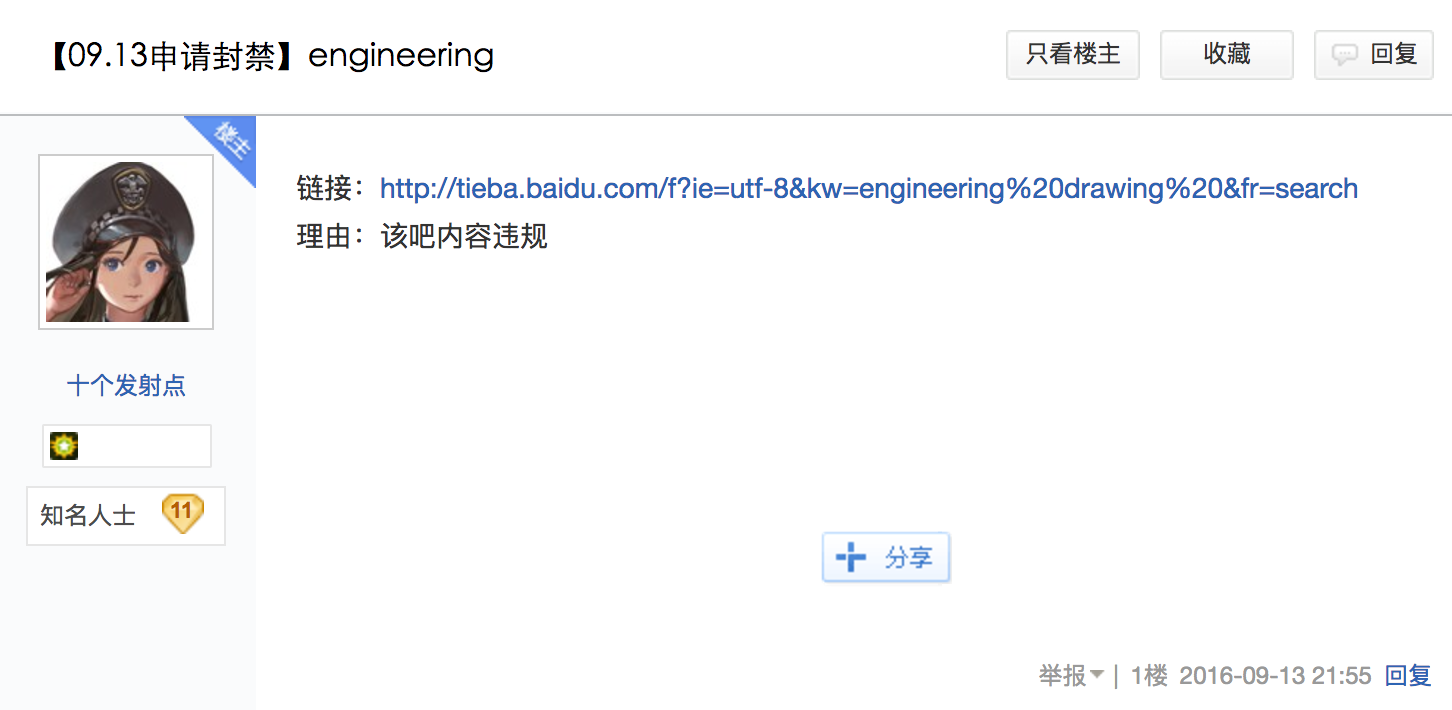 【09.13申请封禁】engineering
只看楼主
收藏
回复
楼主
链接：http://tieba.baidu.com/f?ie=utf-8&kw=engineering%20drawing%20&fr=search
理由：该吧内容违规
十个发射点
知名人士 11
分享
举报 | 1楼 2016-09-13 21:55 回复